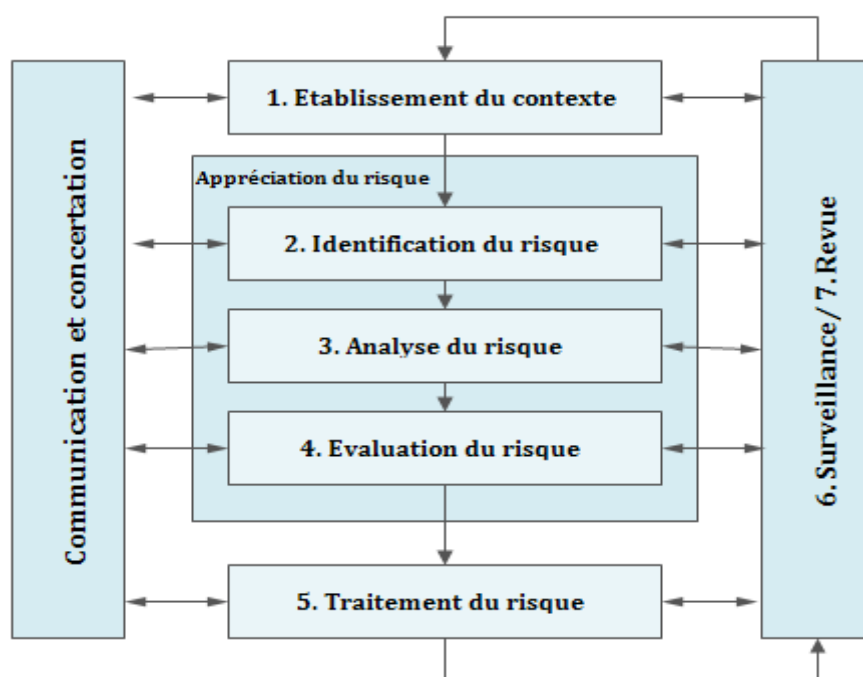 1. Etablissement du contexte
Communication et concertation
Appréciation du risque
2. Identification du risque
3. Analyse du risque
4. Evaluation du risque
5. Traitement du risque
6. Surveillance/ 7. Revue